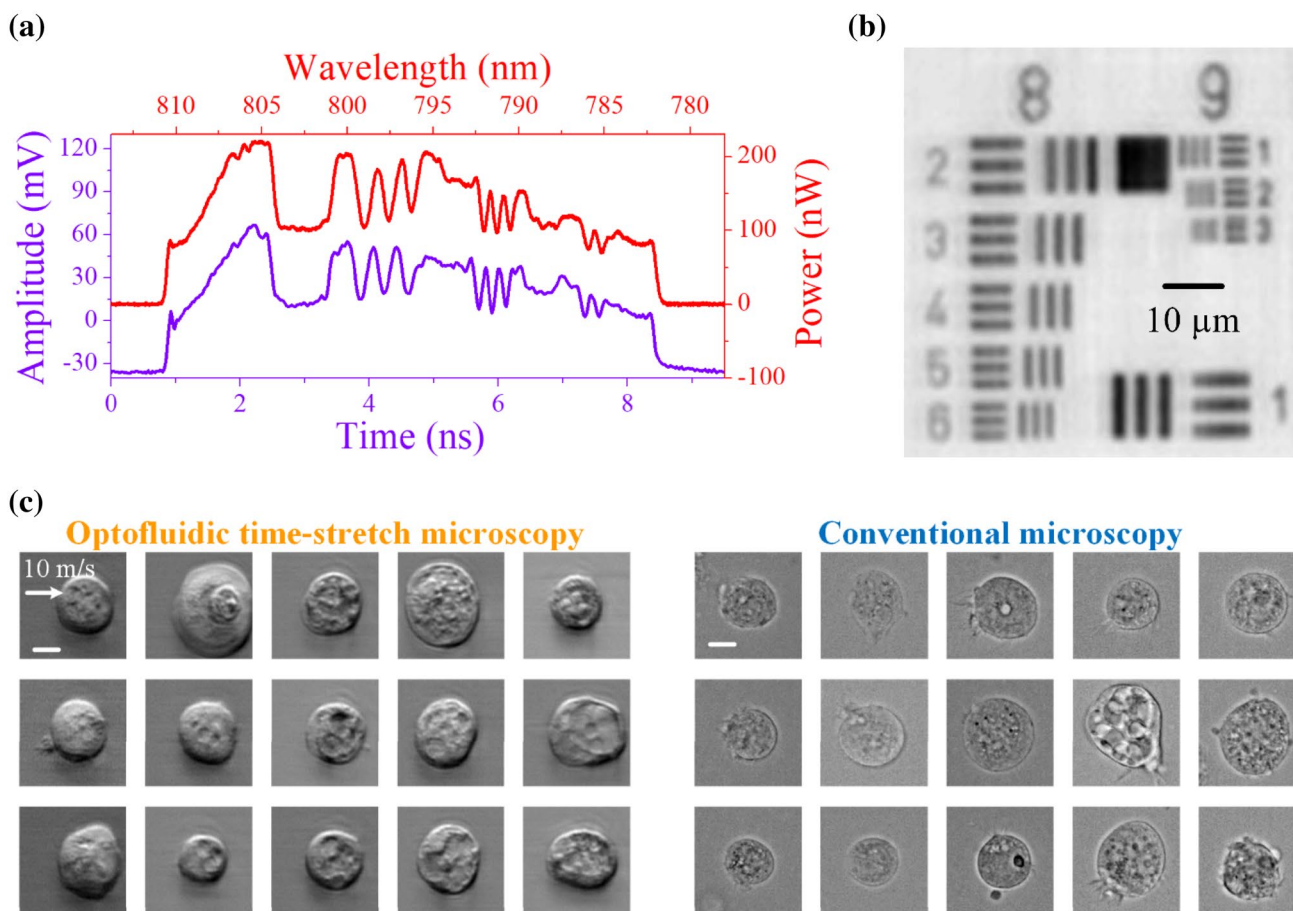 (a)
Wavelength (nm)
810 805 800 795 790 785 780
Amplitude (mV)
120
90
60
30
0
-30
Power (nW)
200
100
0
-100
0 2 4 6 8
Time (ns)
(b)
8 9
2 1
2
3 3
4
10 µm
5
6 1
(c)
Optofluidic time-stretch microscopy
10 m/s
Conventional microscopy